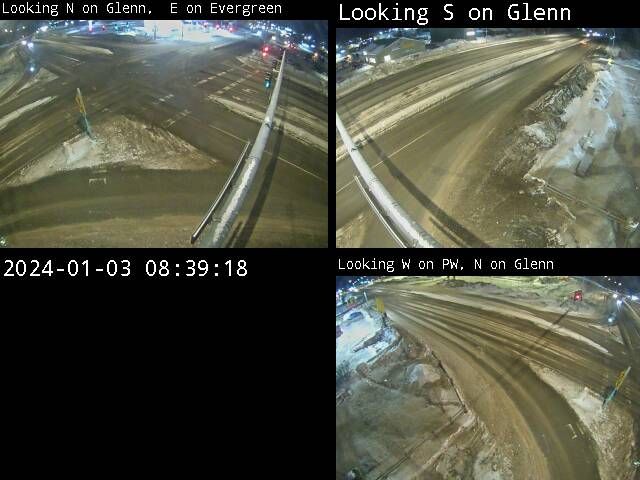 Looking N on Glenn,  E on Evergreen
Looking S on Glenn
2024-01-03 08:39:18
Looking W on PW, N on Glenn